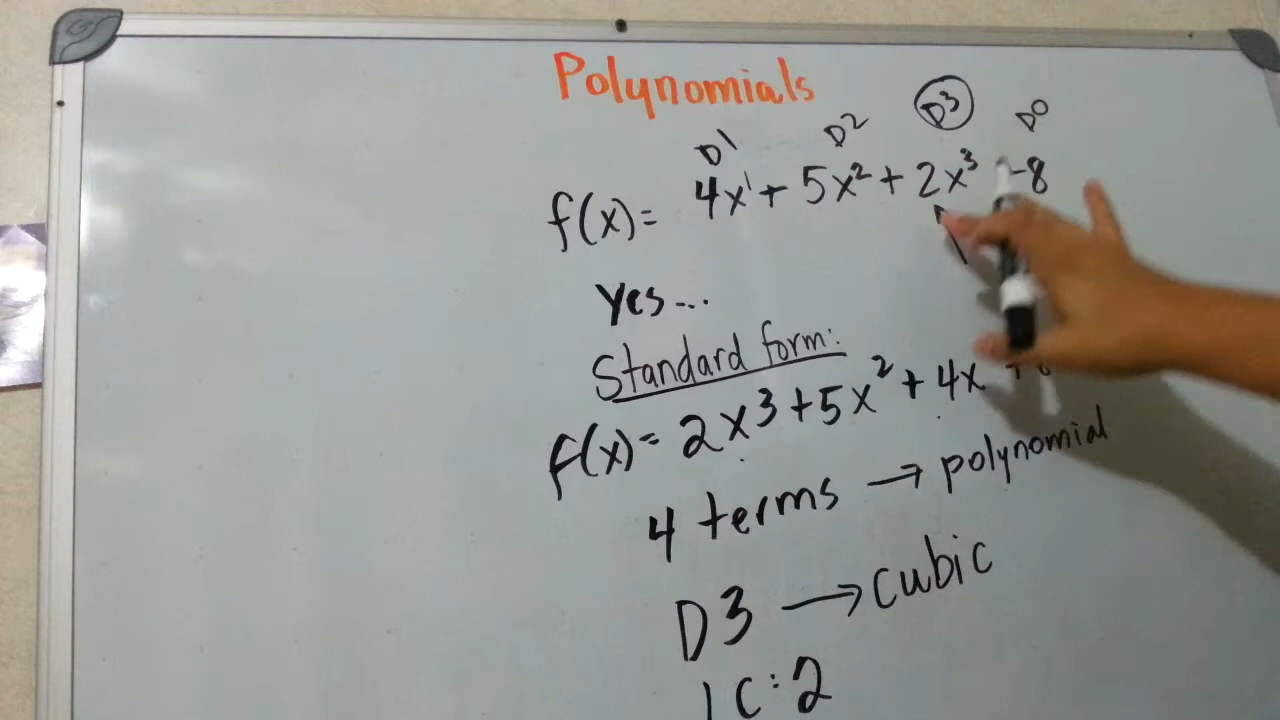 Polynomials
D1 D2 D3 D0
f(x)= 4x¹+ 5x²+ 2x³ -8
Yes...
Standard form:
f(x)= 2x³+5x²+4x +
4 terms → polynomial
D3 → cubic
LC:2